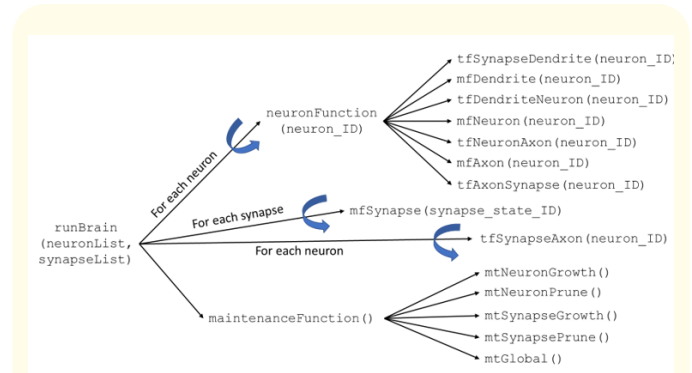 tfSynapseDendrite(neuron_ID)
mfDendrite(neuron_ID)
tfDendriteNeuron(neuron_ID)
mfNeuron(neuron_ID)
tfNeuronAxon(neuron_ID)
mfAxon(neuron_ID)
tfAxonSynapse(neuron_ID)
neuronFunction
(neuron_ID)
For each neuron
For each synapse
mfSynapse(synapse_state_ID)
runBrain
(neuronList,
synapseList)
For each neuron
tfSynapseAxon(neuron_ID)
maintenanceFunction()
mtNeuronGrowth()
mtNeuronPrune()
mtSynapseGrowth()
mtSynapsePrune()
mtGlobal()